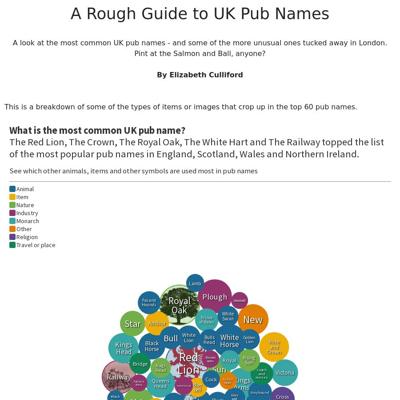 A Rough Guide to UK Pub Names
A look at the most common UK pub names - and some of the more unusual ones tucked away in London.
Pint at the Salmon and Ball, anyone?
By Elizabeth Culliford
This is a breakdown of some of the types of items or images that crop up in the top 60 pub names.
What is the most common UK pub name?
The Red Lion, The Crown, The Royal Oak, The White Hart and The Railway topped the list
of the most popular pub names in England, Scotland, Wales and Northern Ireland.
See which other animals, items and other symbols are used most in pub names
Animal
Item
Nature
Industry
Monarch
Other
Religion
Travel or place
Lamb
Plough
Royal
Oak
White
Swan
New
Star
Anchor
Bull
White
Lion
White
Horse
Kings
Head
Black
Horse
Red
Lion
Royal
Bridge
Railway
Queens
Head
Cock
Victoria
Cross